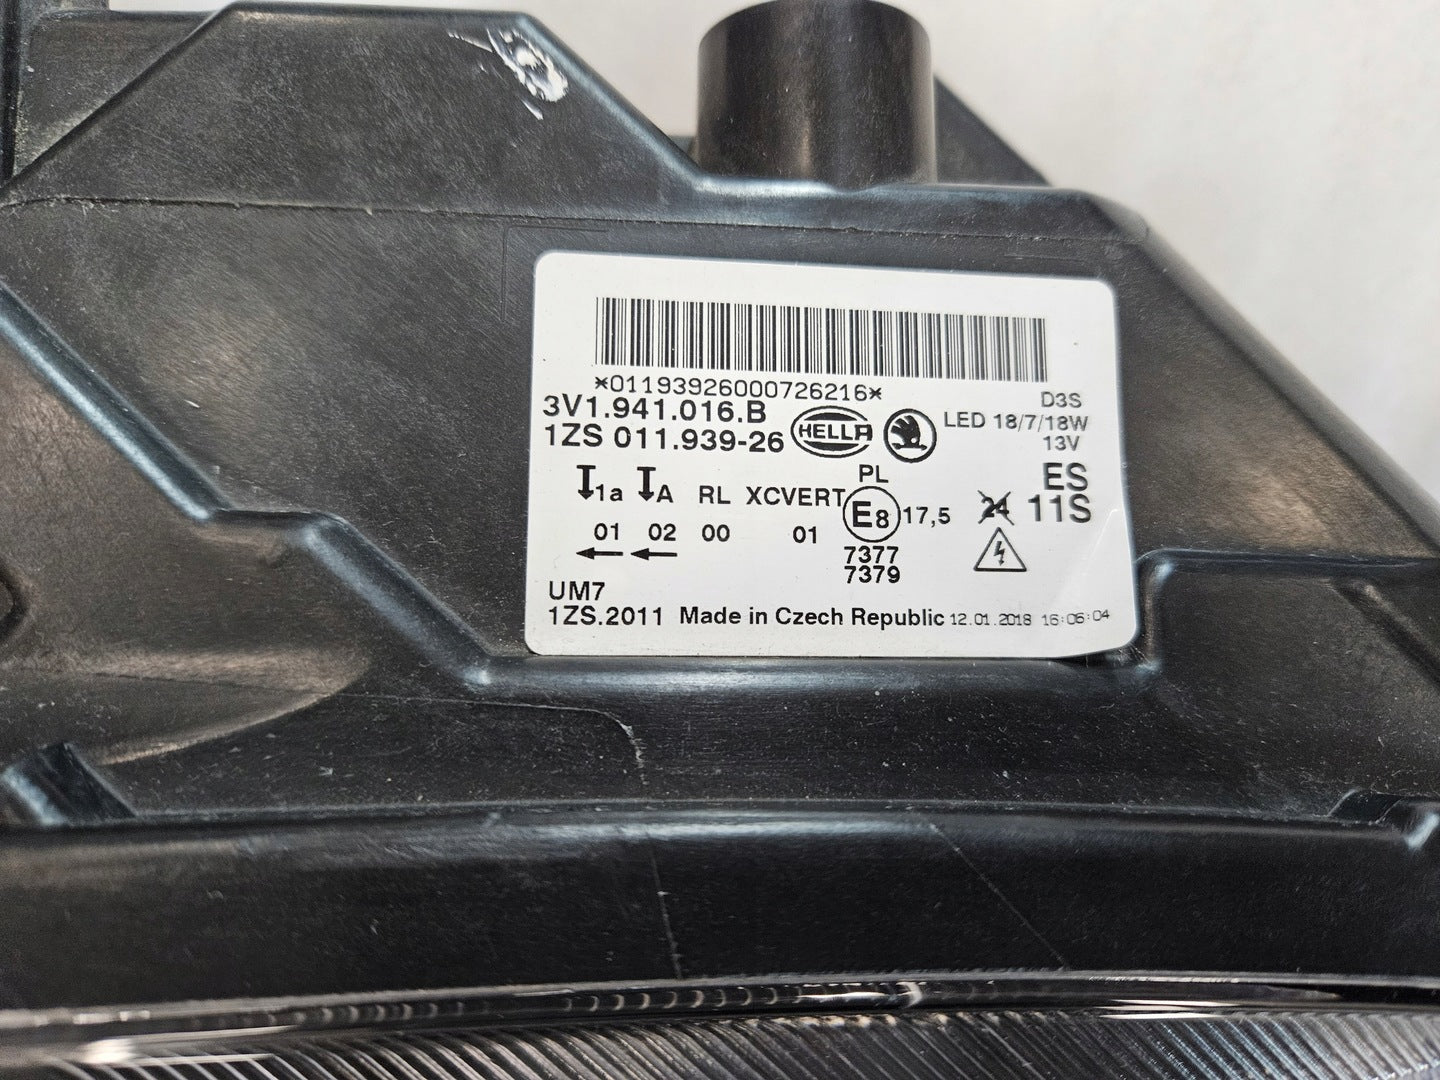 *01193926000726216*
3V1.941.016.B
1ZS 011.939-26
HELLA
D3S
LED 18/7/18W
13V
1a A RL XCVERT PL
01 02 00 01
E8 17,5
7377
7379
24
ES
11S
UM7
1ZS.2011 Made in Czech Republic 12.01.2018 16:06:04